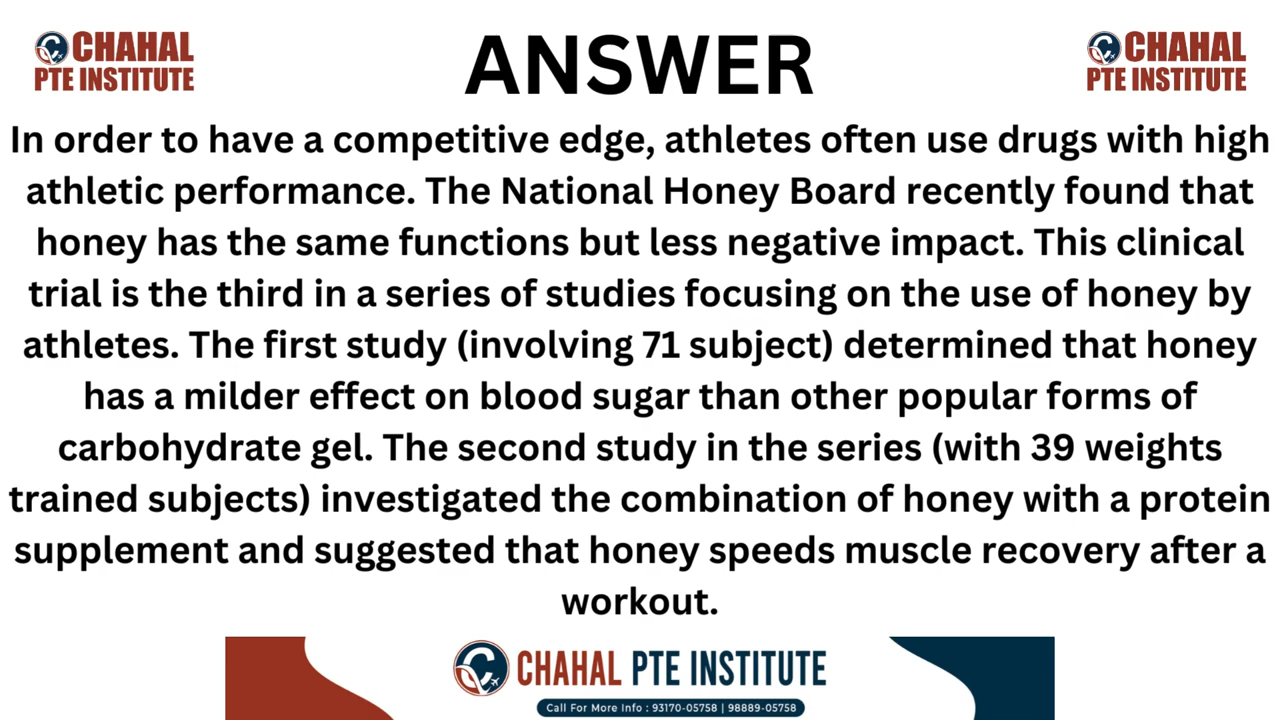 CHAHAL
PTE INSTITUTE
ANSWER
CHAHAL
PTE INSTITUTE
In order to have a competitive edge, athletes often use drugs with high
athletic performance. The National Honey Board recently found that
honey has the same functions but less negative impact. This clinical
trial is the third in a series of studies focusing on the use of honey by
athletes. The first study (involving 71 subject) determined that honey
has a milder effect on blood sugar than other popular forms of
carbohydrate gel. The second study in the series (with 39 weights
trained subjects) investigated the combination of honey with a protein
supplement and suggested that honey speeds muscle recovery after a
workout.
CHAHAL PTE INSTITUTE
Call For More Info : 93170-05758 | 98889-05758